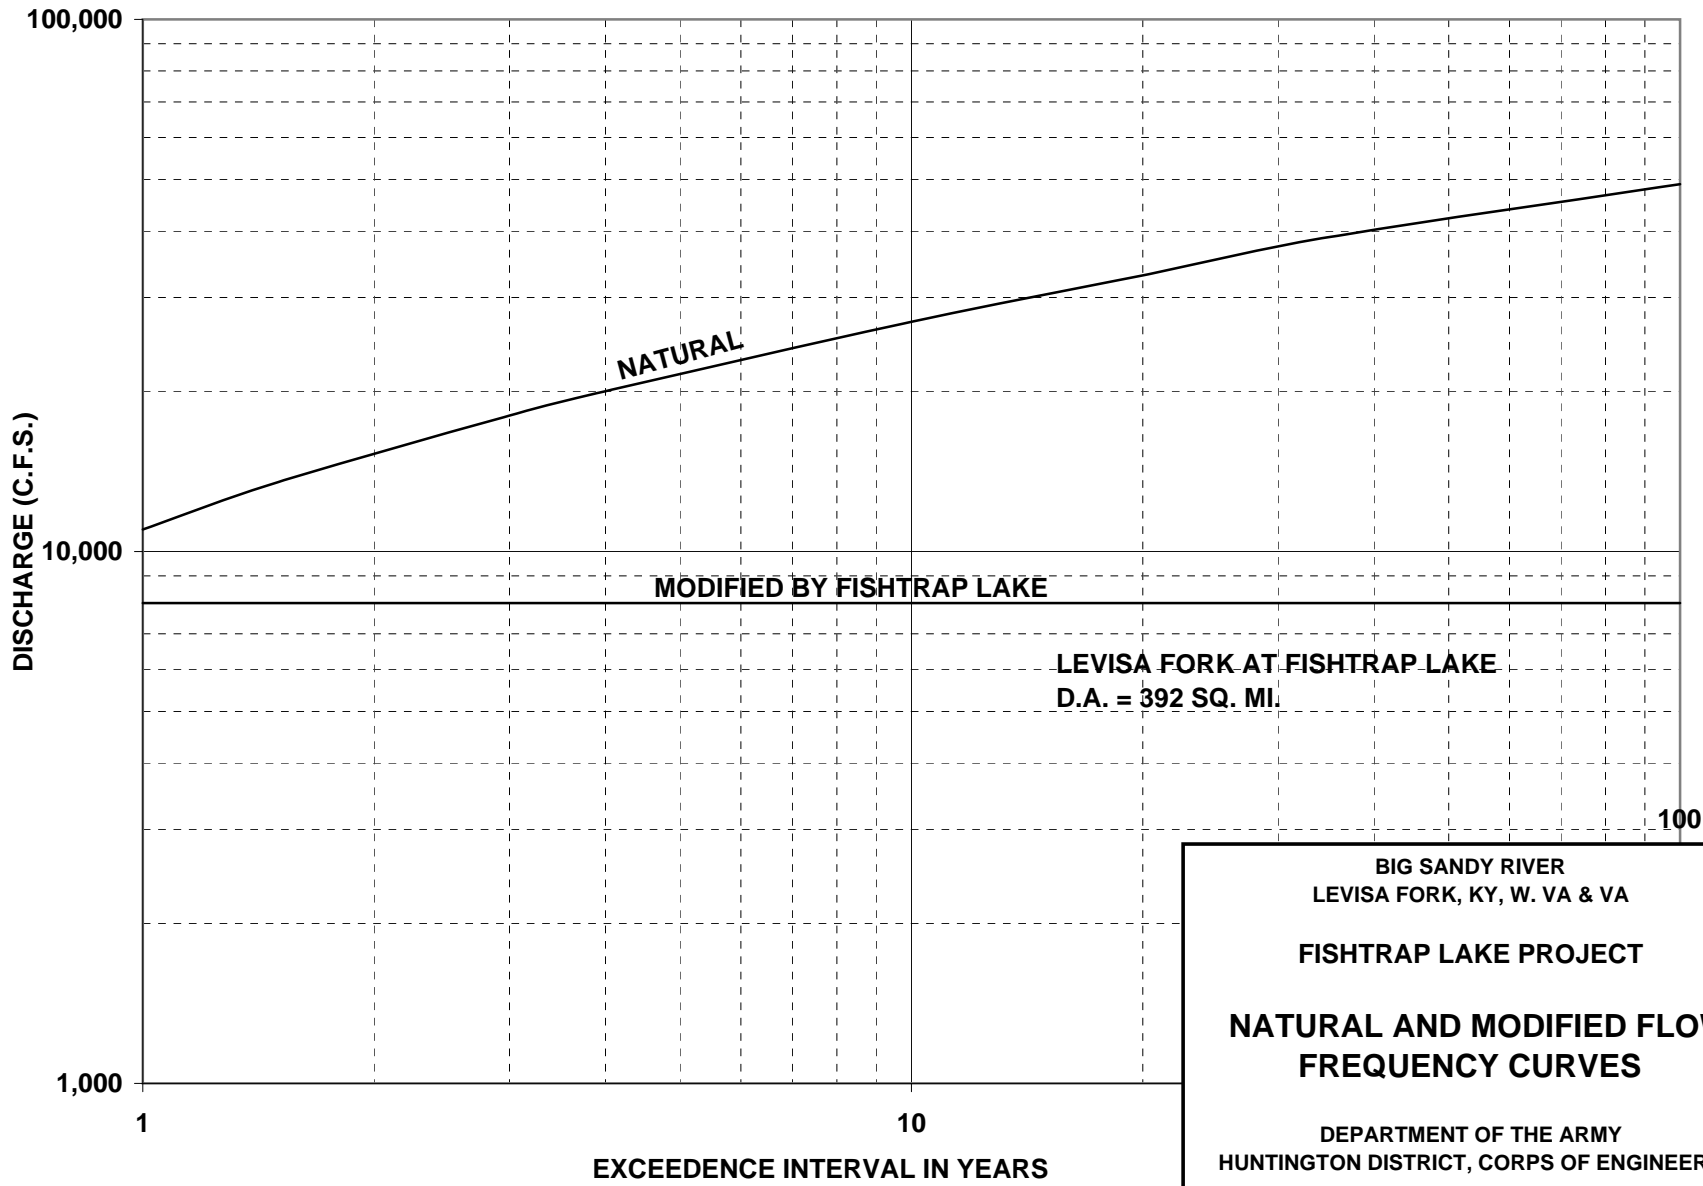 100,000
NATURAL
DISCHARGE (C.F.S.)
10,000
MODIFIED BY FISHTRAP LAKE
LEVISA FORK AT FISHTRAP LAKE
D.A. = 392 SQ. MI.
100
1,000
1
10
EXCEEDENCE INTERVAL IN YEARS
BIG SANDY RIVER
LEVISA FORK, KY, W. VA & VA
FISHTRAP LAKE PROJECT
NATURAL AND MODIFIED FLOW
FREQUENCY CURVES
DEPARTMENT OF THE ARMY
HUNTINGTON DISTRICT, CORPS OF ENGINEER